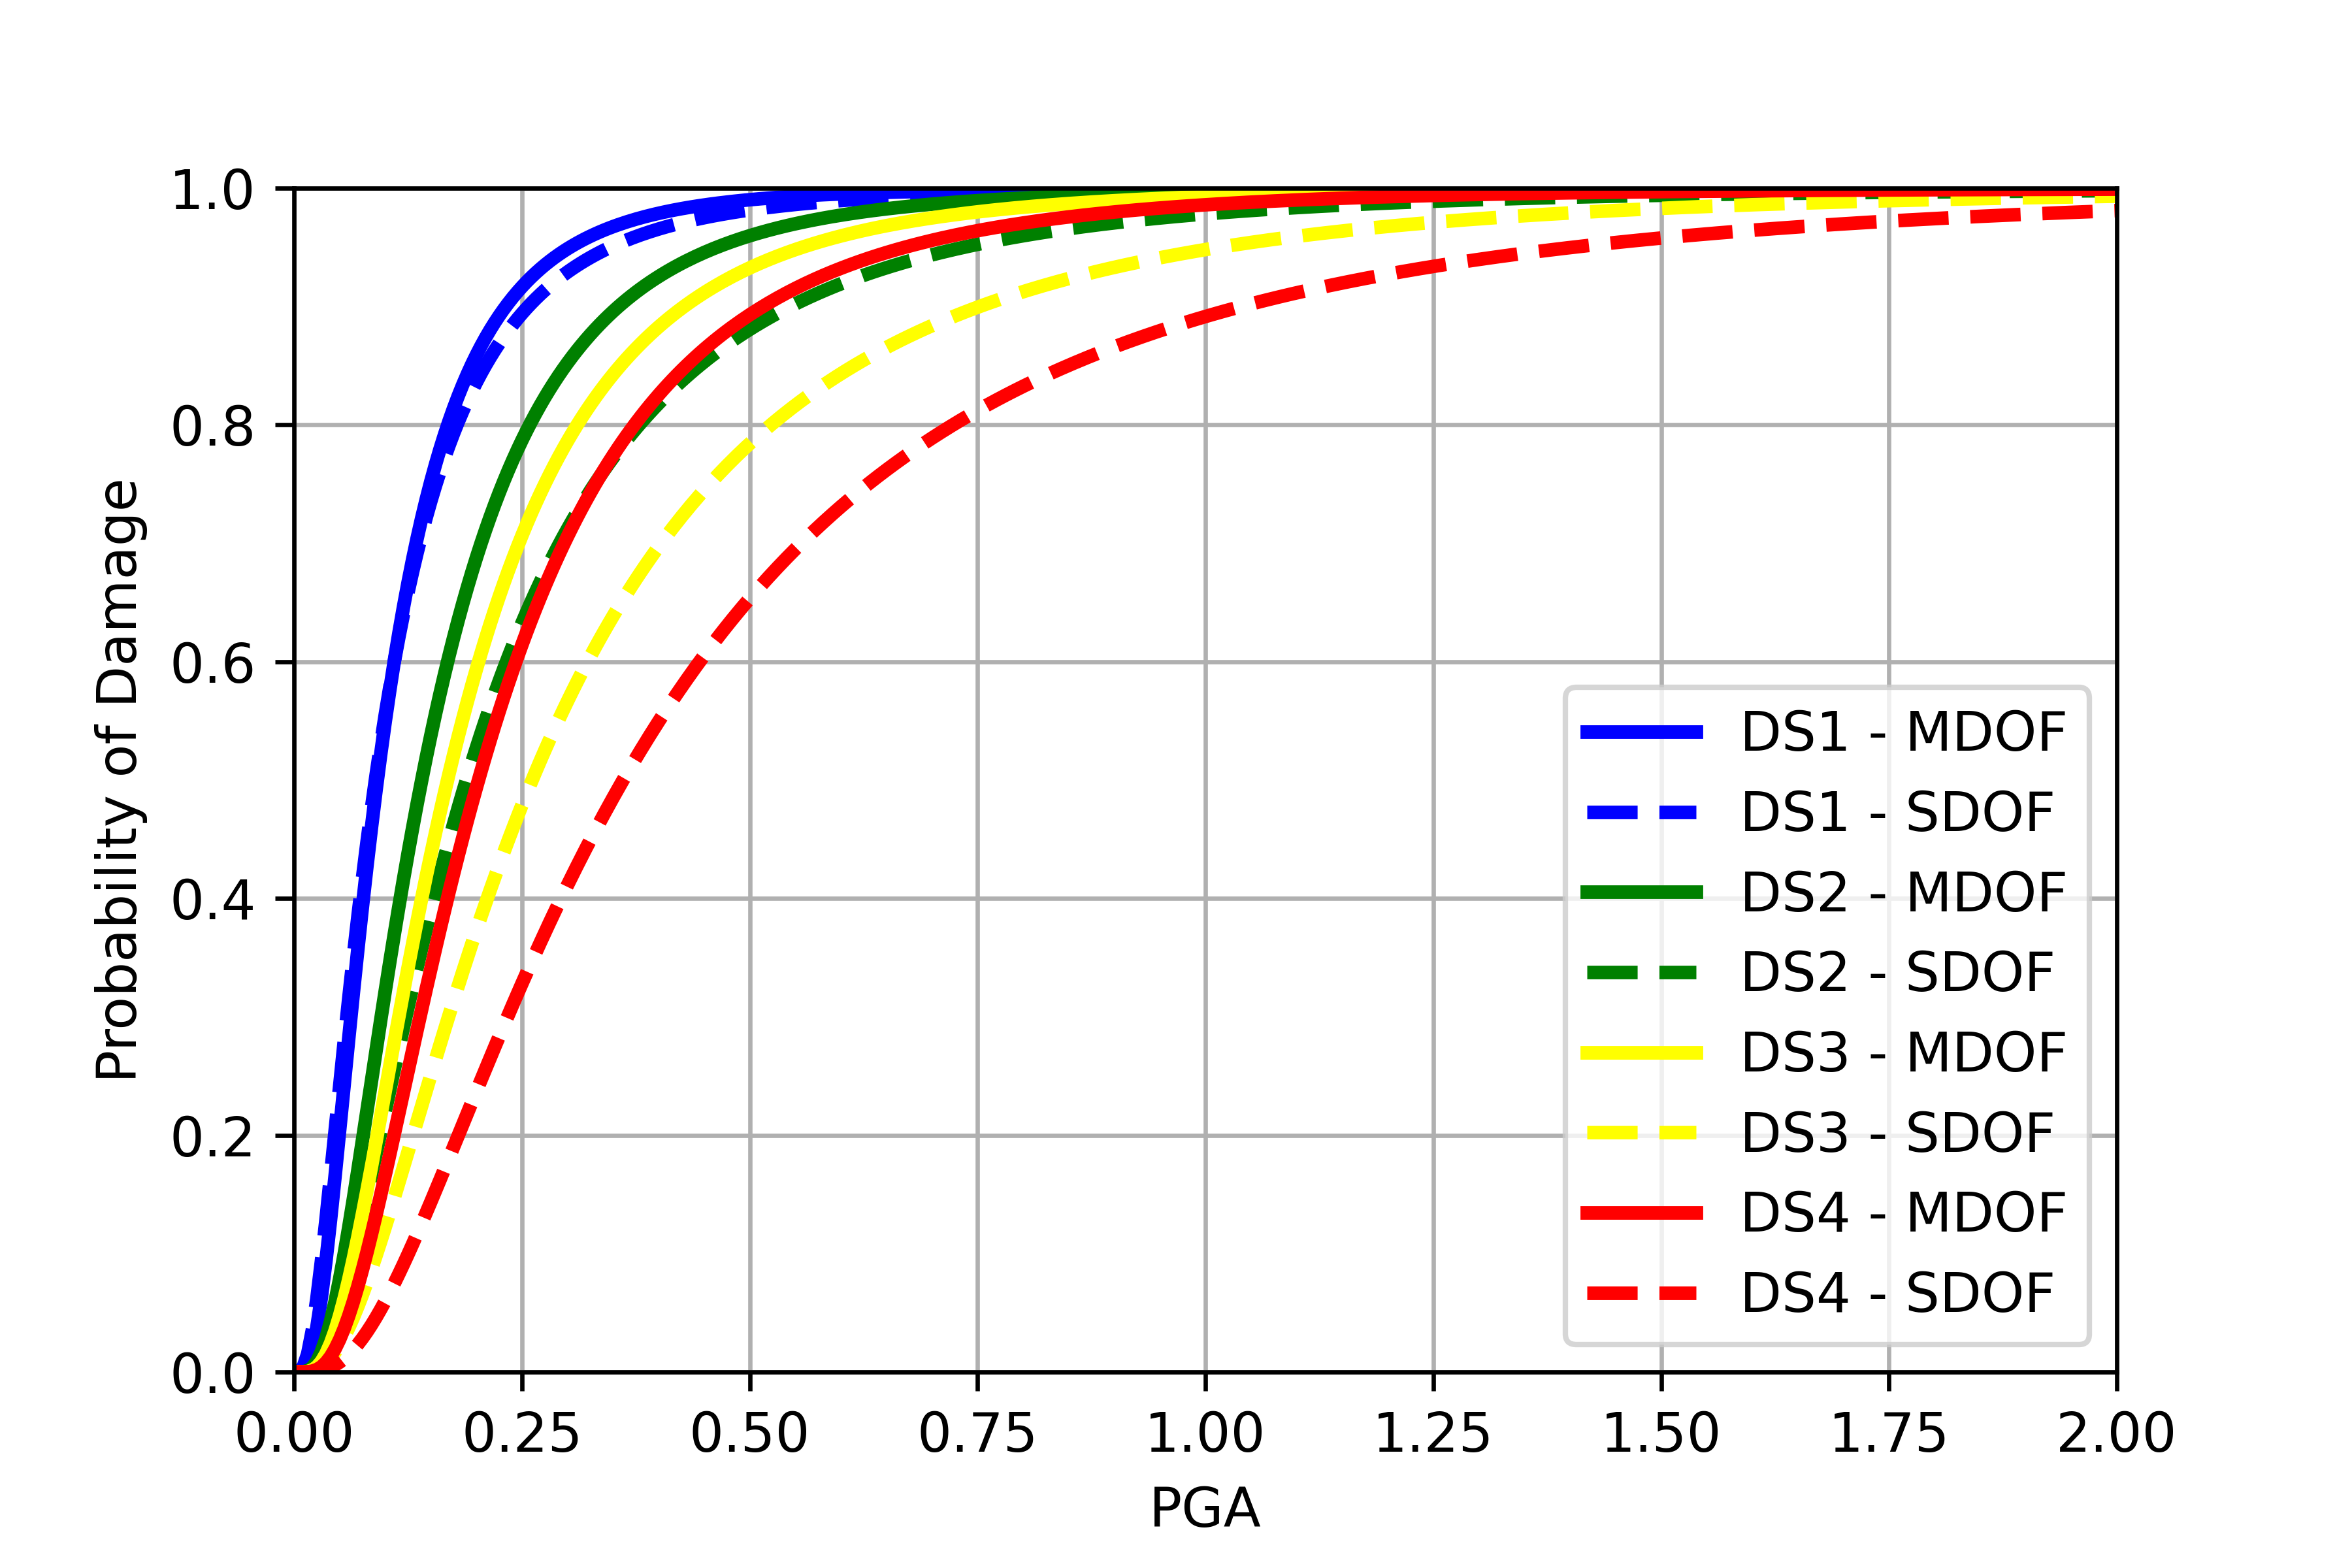 1.0
0.8
0.6
0.4
0.2
0.0
Probability of Damage
0.00 0.25 0.50 0.75 1.00 1.25 1.50 1.75 2.00
PGA
DS1 - MDOF
DS1 - SDOF
DS2 - MDOF
DS2 - SDOF
DS3 - MDOF
DS3 - SDOF
DS4 - MDOF
DS4 - SDOF